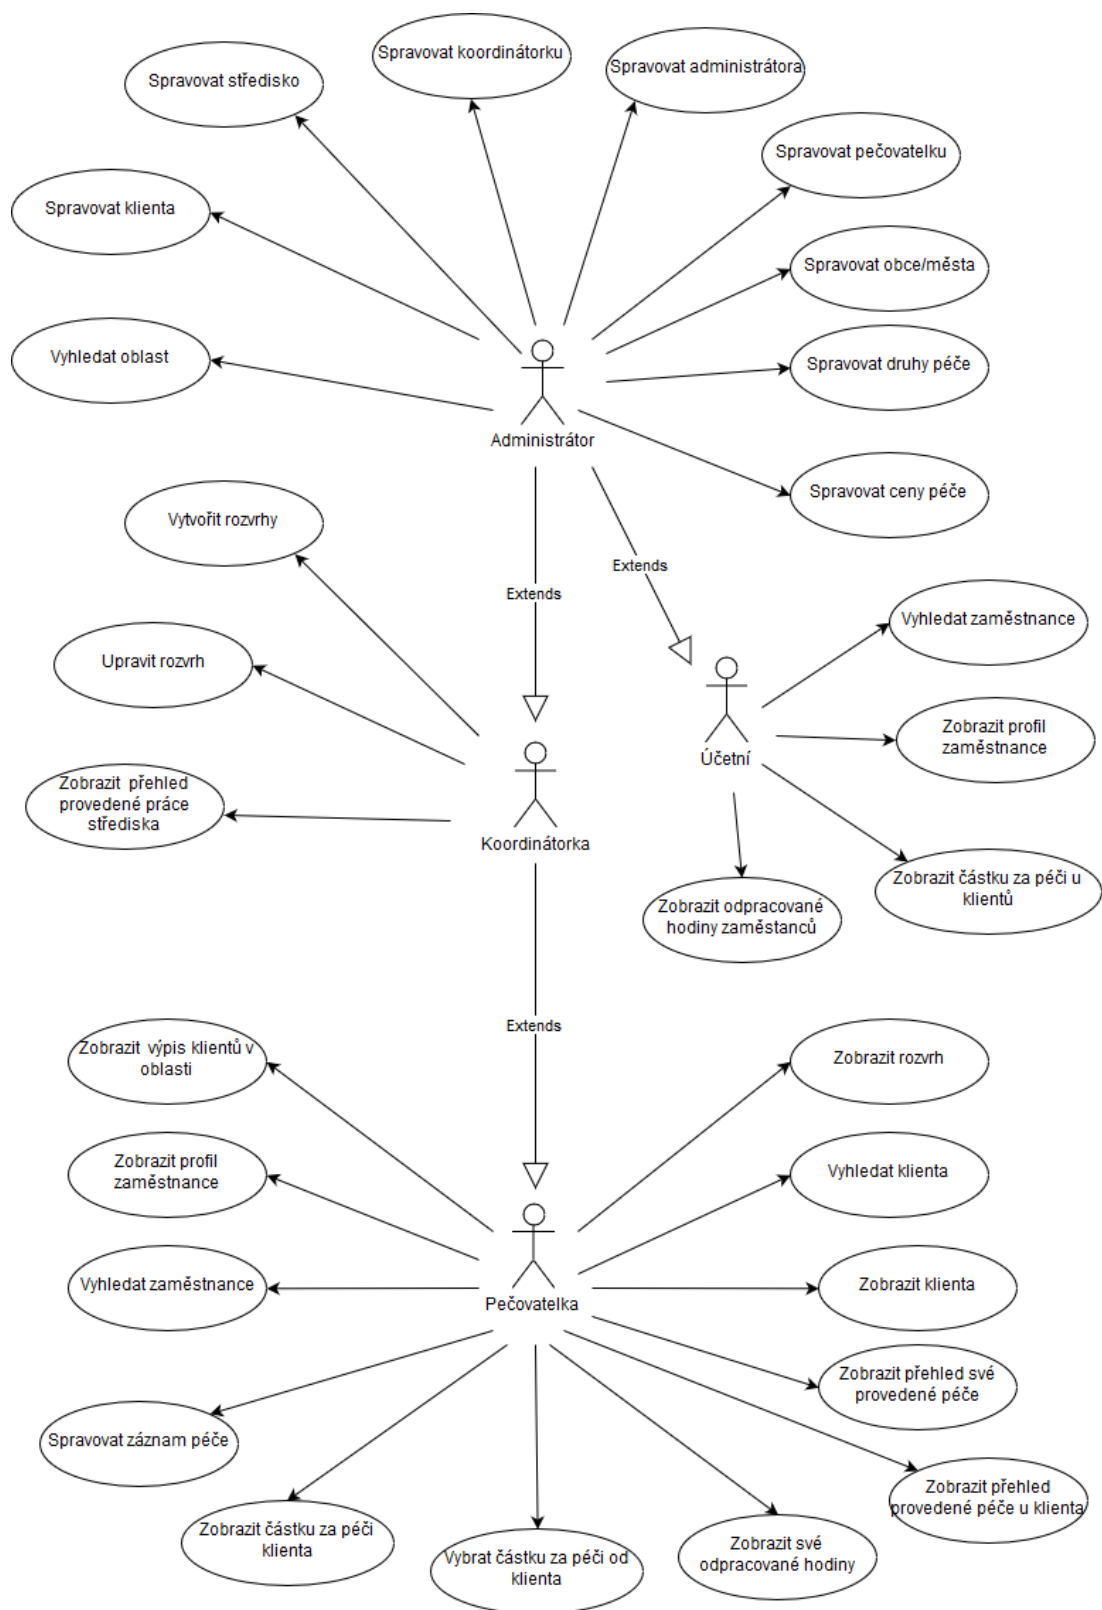 Spravovat koordinátorku
Spravovat administrátora
Spravovat středisko
Spravovat pečovatelku
Spravovat klienta
Spravovat obce/města
Vyhledat oblast
Spravovat druhy péče
Administrátor
Spravovat ceny péče
Vytvořit rozvrhy
Extends
Extends
Vyhledat zaměstnance
Upravit rozvrh
Zobrazit profil
zaměstnance
Účetní
Zobrazit  přehled
provedené práce
střediska
Koordinátorka
Zobrazit částku za péči u
klientů
Zobrazit odpracované
hodiny zaměstanců
Extends
Zobrazit  výpis klientů v
oblasti
Zobrazit rozvrh
Zobrazit profil
zaměstnance
Vyhledat klienta
Vyhledat zaměstnance
Zobrazit klienta
Pečovatelka
Zobrazit přehled své
provedené péče
Spravovat záznam péče
Zobrazit přehled
provedené péče u klienta
Zobrazit částku za péči
klienta
Vybrat částku za péči od
klienta
Zobrazit své
odpracované hodiny